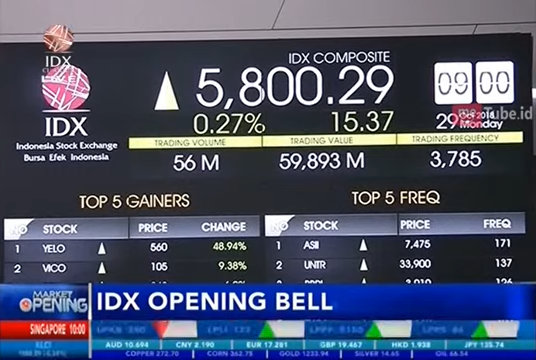 IDX
IDX COMPOSITE
5,800.29
09 00
IDX
Indonesia Stock Exchange
Bursa Efek Indonesia
0.27% 15.37
29 Oct 2018
Monday
Tube.id
TRADING VOLUME TRADING VALUE TRADING FREQUENCY
56 M 59,893 M 3,785
TOP 5 GAINERS
NO STOCK PRICE CHANGE
1 YELO 560 48.94%
2 VICO 105 9.38%
TOP 5 FREQ
NO STOCK PRICE FREQ
1 ASII 7,475 171
2 UNTR 33,900 137
126
MARKET
OPENING
IDX OPENING BELL
SINGAPORE 10:00
AUD 10.694 CNY 2.190 EUR 17.281 GBP 19.467 HKD 1.938 JPY 135.74
COPPER 272.70 CORN 362.75 GOLD 1233.94 SILVER 14.65